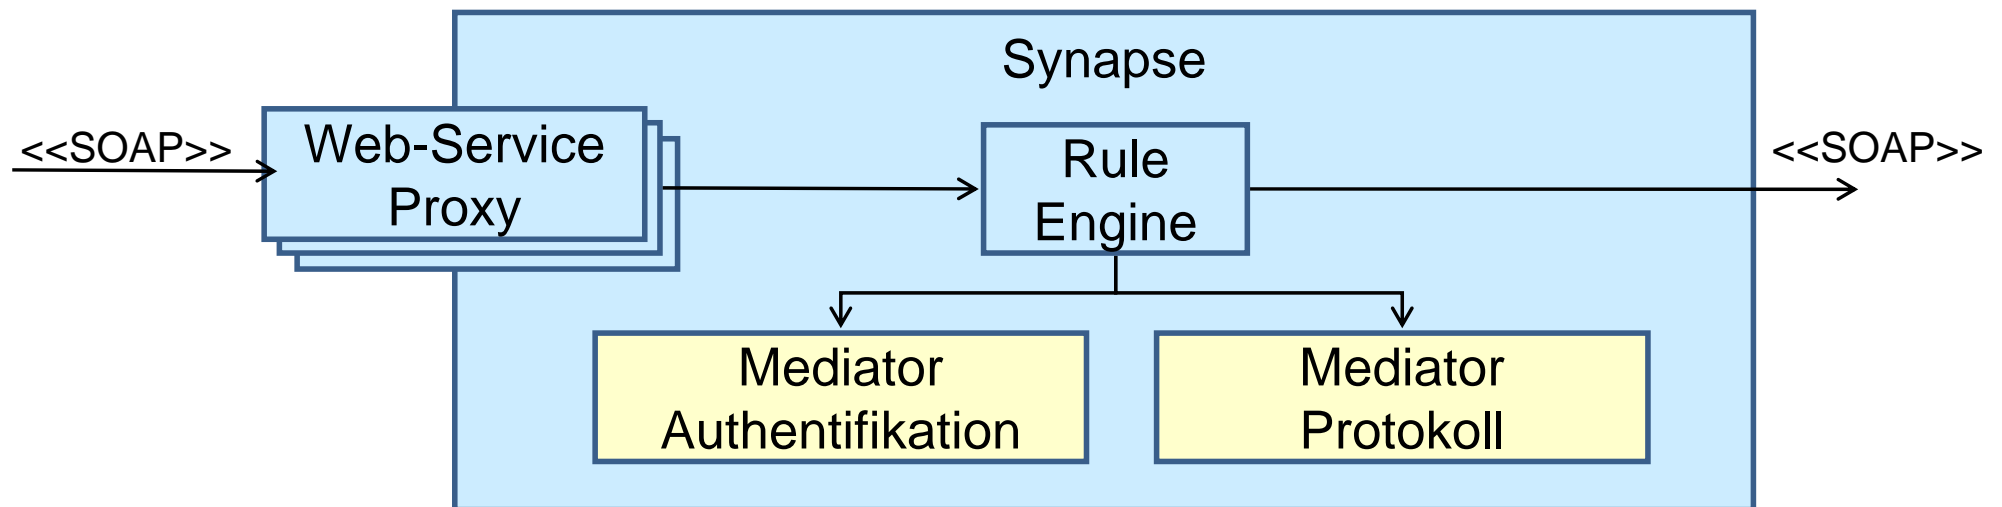 Synapse
<<SOAP>>
Web-Service
Proxy
Rule
Engine
<<SOAP>>
Mediator
Authentifikation
Mediator
Protokoll